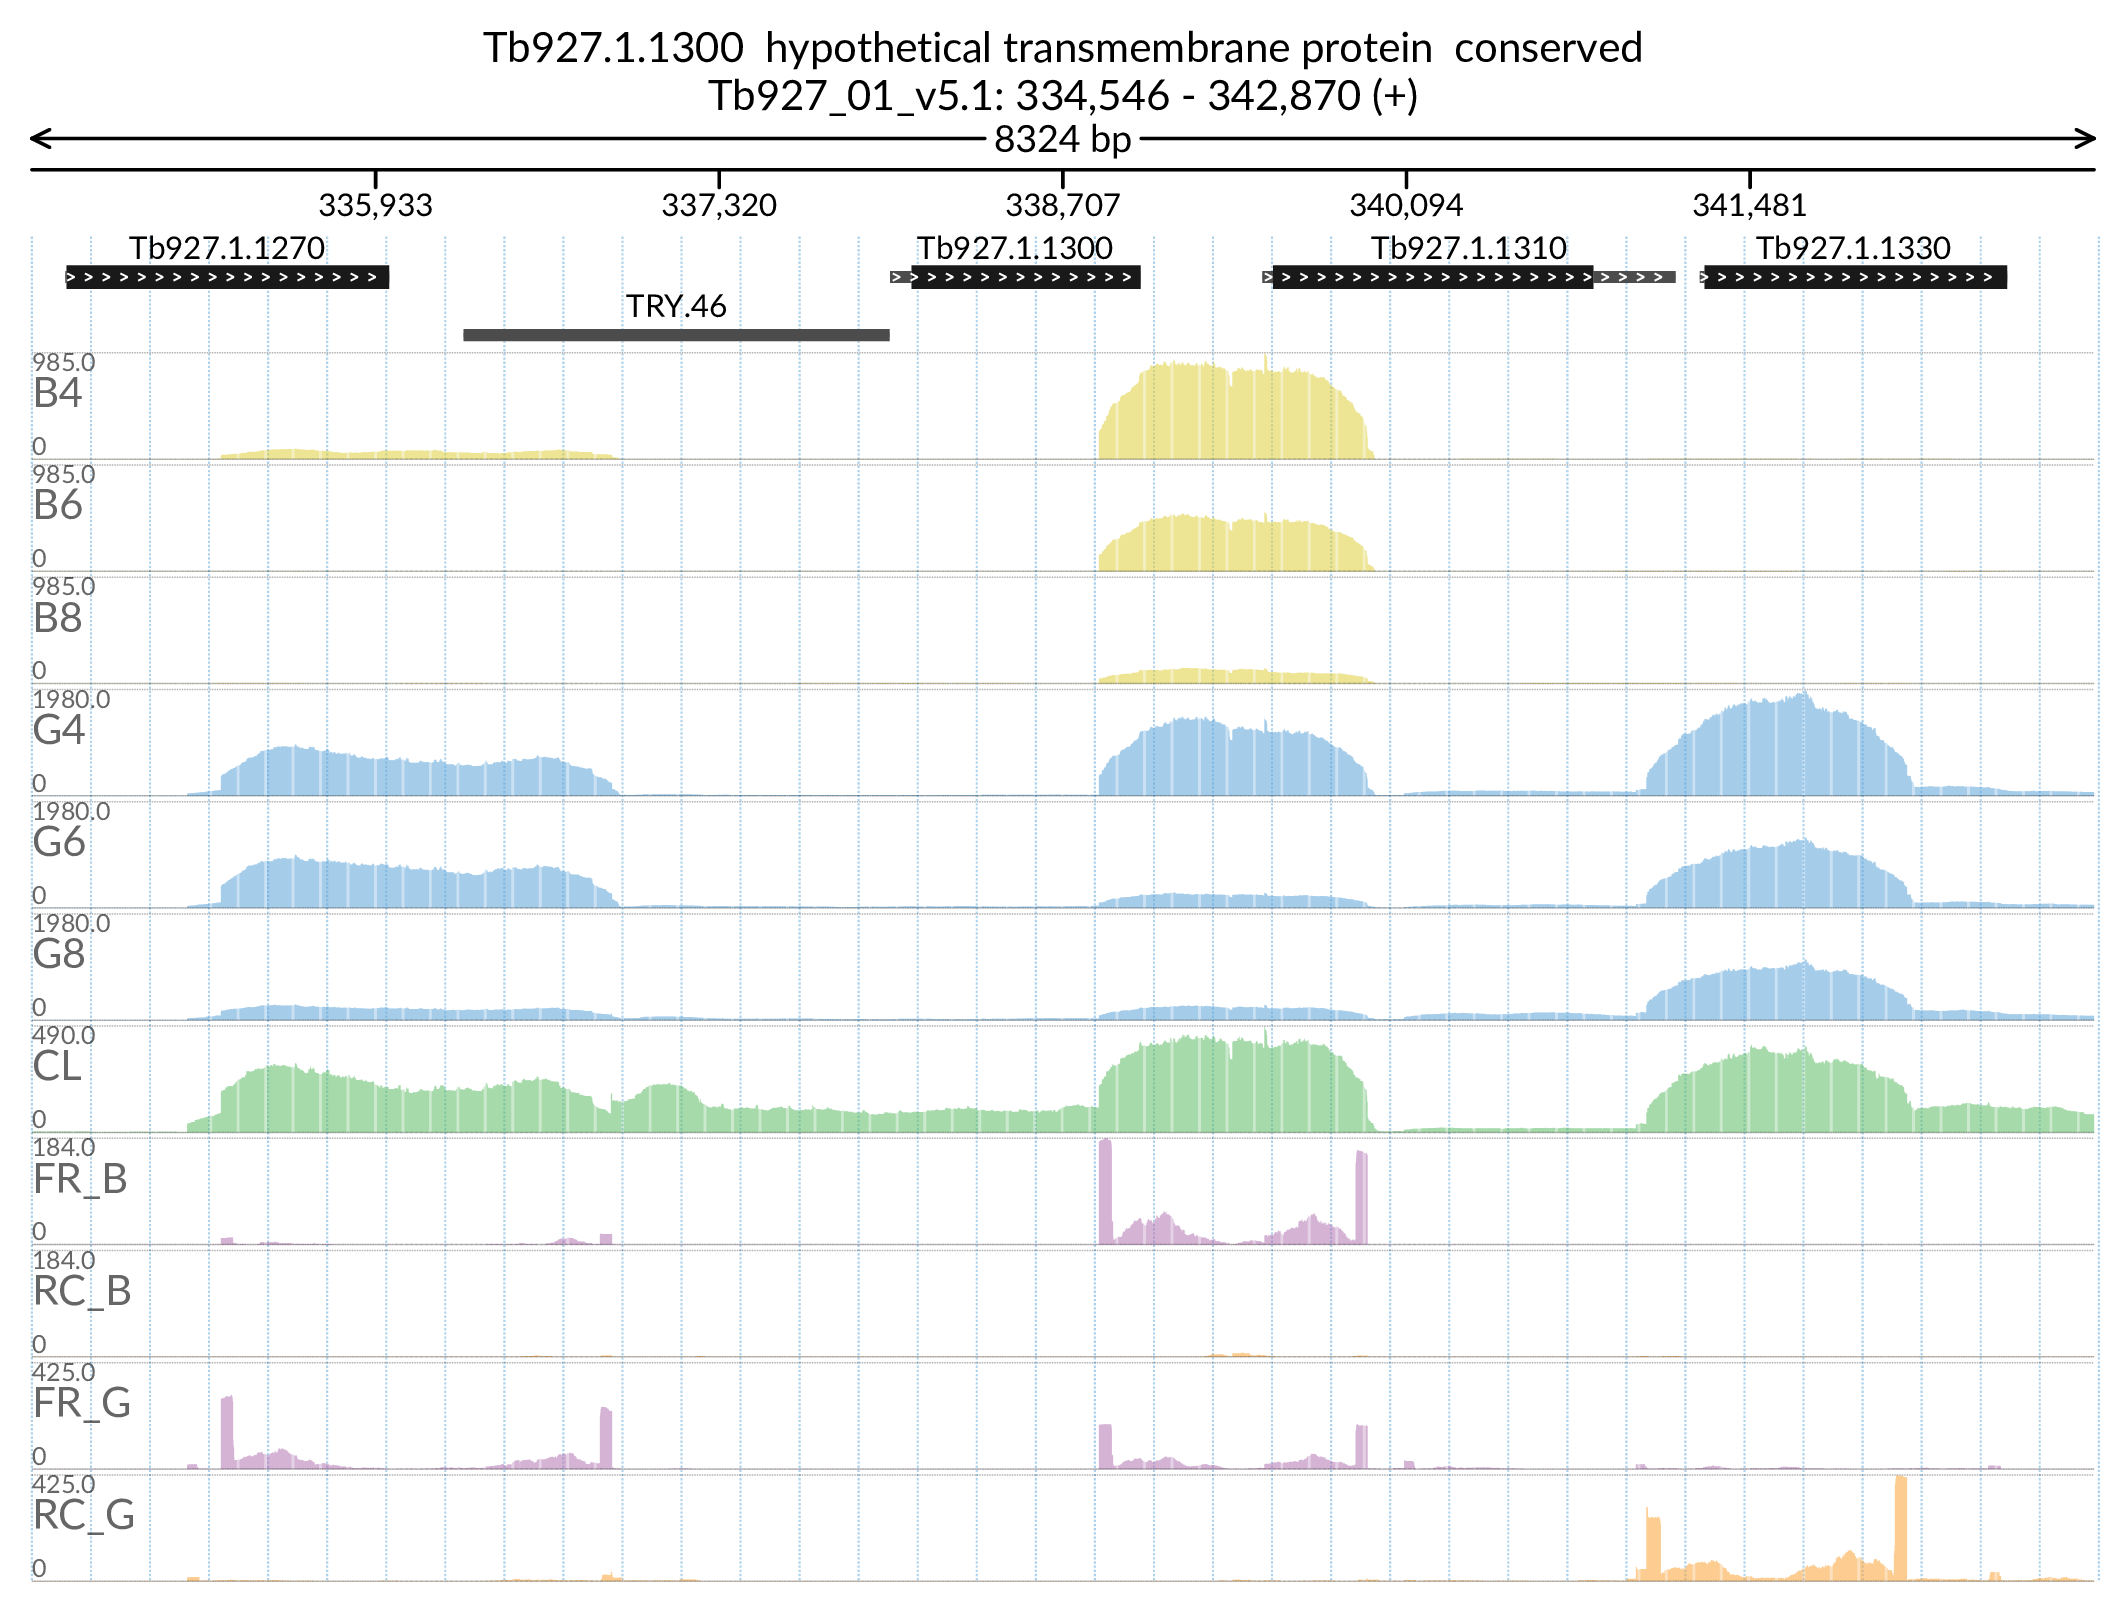 Tb927.1.1300  hypothetical transmembrane protein  conserved
Tb927_01_v5.1: 334,546 - 342,870 (+)
8324 bp
335,933 337,320 338,707 340,094 341,481
Tb927.1.1270 Tb927.1.1300 Tb927.1.1310 Tb927.1.1330
TRY.46
985.0
B4
0
985.0
B6
0
985.0
B8
0
1980.0
G4
0
1980.0
G6
0
1980.0
G8
0
490.0
CL
0
184.0
FR_B
0
184.0
RC_B
0
425.0
FR_G
0
425.0
RC_G
0